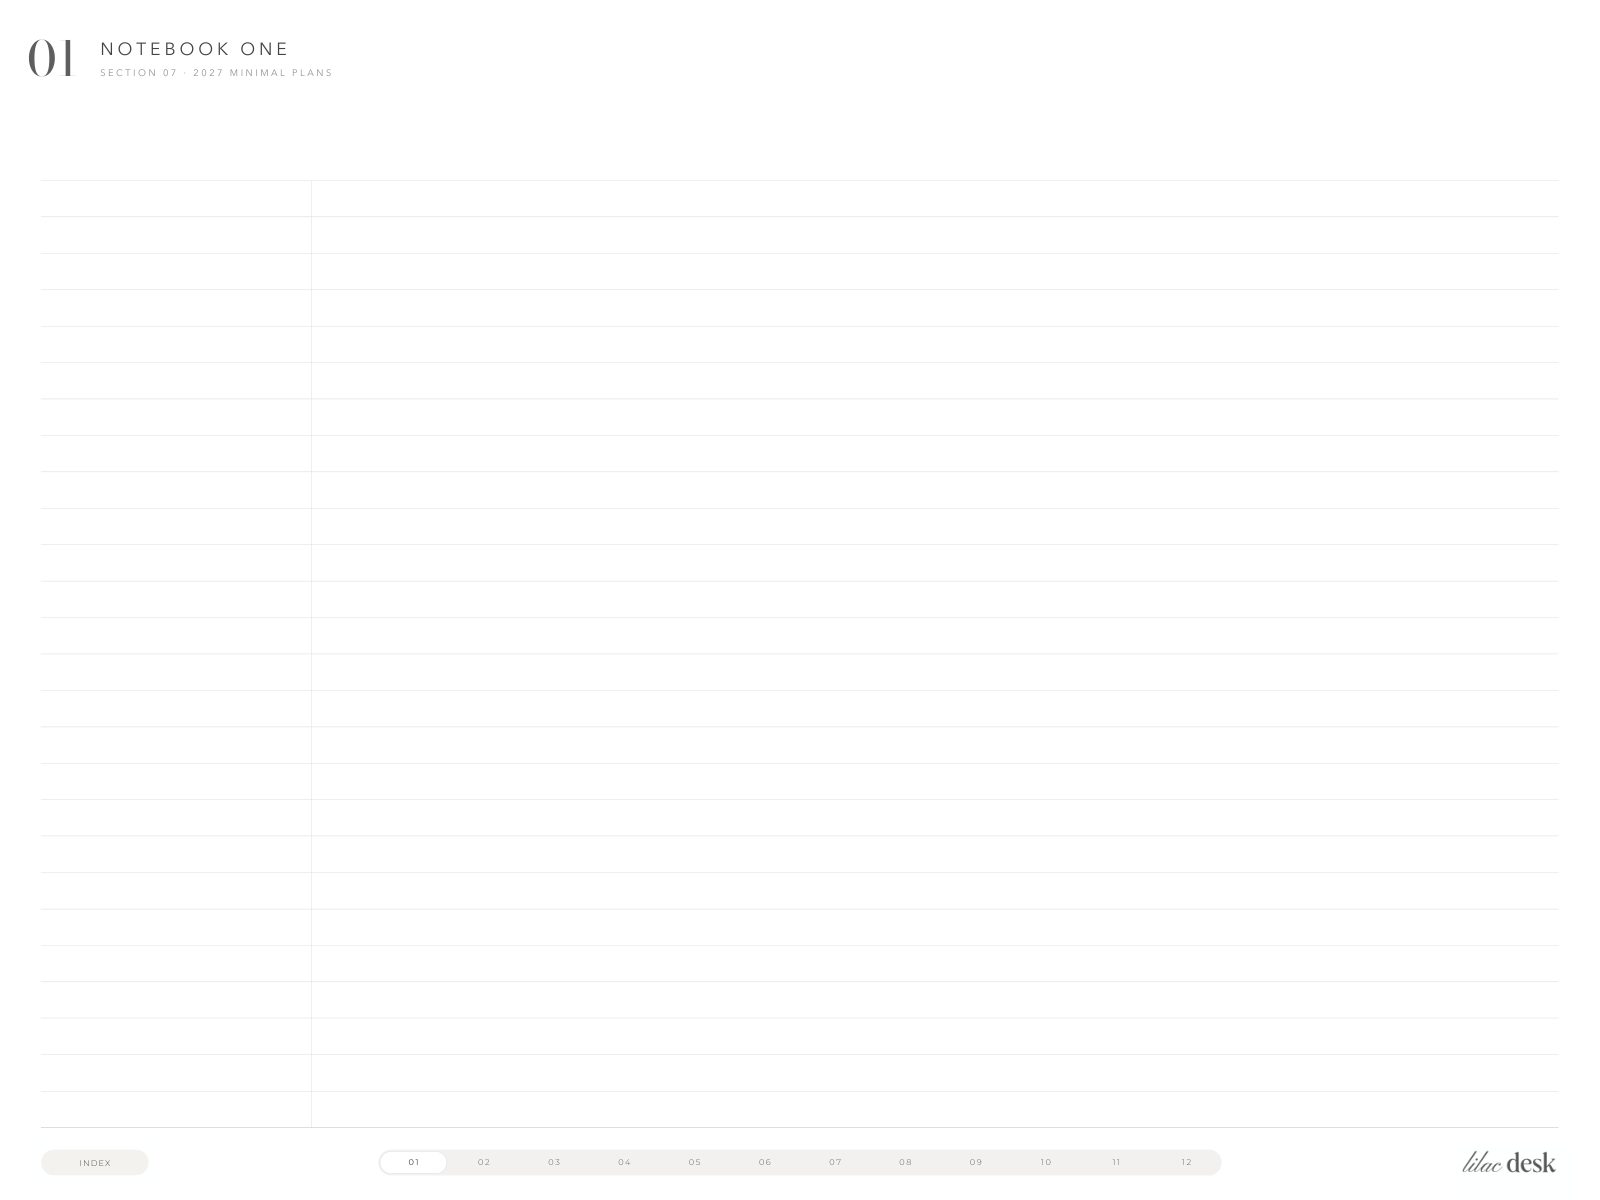 01 NOTEBOOK ONE
SECTION 07 · 2027 MINIMAL PLANS
INDEX
01 02 03 04 05 06 07 08 09 10 11 12
lilac desk